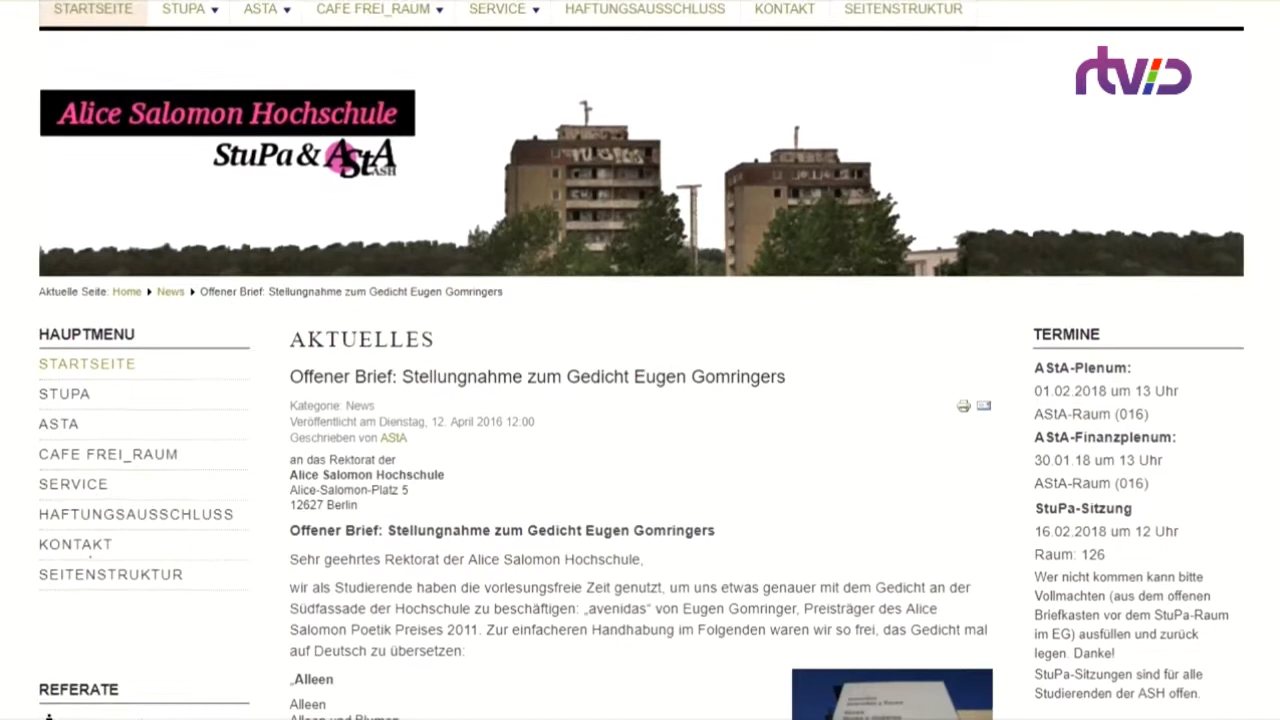 STARTSEITE STUPA ASTA CAFE FREI_RAUM SERVICE HAFTUNGSAUSSCHLUSS KONTAKT SEITENSTRUKTUR
rtvid
Alice Salomon Hochschule
StuPa & AStA
ASH
Aktuelle Seite: Home News Offener Brief: Stellungnahme zum Gedicht Eugen Gomringers
HAUPTMENU
STARTSEITE
STUPA
ASTA
CAFE FREI_RAUM
SERVICE
HAFTUNGSAUSSCHLUSS
KONTAKT
SEITENSTRUKTUR
REFERATE
AKTUELLES
Offener Brief: Stellungnahme zum Gedicht Eugen Gomringers
Kategorie: News
Veröffentlicht am Dienstag, 12. April 2016 12:00
Geschrieben von AStA
an das Rektorat der
Alice Salomon Hochschule
Alice-Salomon-Platz 5
12627 Berlin
Offener Brief: Stellungnahme zum Gedicht Eugen Gomringers
Sehr geehrtes Rektorat der Alice Salomon Hochschule,
wir als Studierende haben die vorlesungsfreie Zeit genutzt, um uns etwas genauer mit dem Gedicht an der
Südfassade der Hochschule zu beschäftigen: „avenidas“ von Eugen Gomringer, Preisträger des Alice
Salomon Poetik Preises 2011. Zur einfacheren Handhabung im Folgenden waren wir so frei, das Gedicht mal
auf Deutsch zu übersetzen:
„Alleen
Alleen
Alleen und Blumen
TERMINE
AStA-Plenum:
01.02.2018 um 13 Uhr
AStA-Raum (016)
AStA-Finanzplenum:
30.01.18 um 13 Uhr
AStA-Raum (016)
StuPa-Sitzung
16.02.2018 um 12 Uhr
Raum: 126
Wer nicht kommen kann bitte
Vollmachten (aus dem offenen
Briefkasten vor dem StuPa-Raum
im EG) ausfüllen und zurück
legen. Danke!
StuPa-Sitzungen sind für alle
Studierenden der ASH offen.